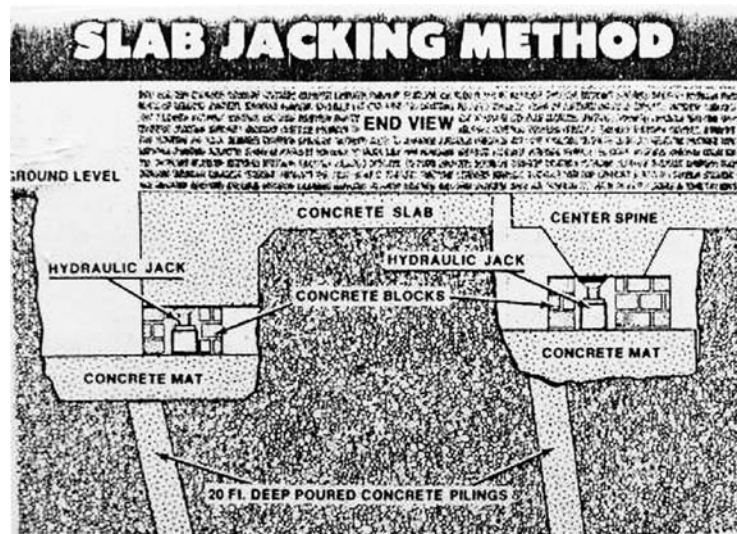 SLAB JACKING METHOD
END VIEW
GROUND LEVEL
CONCRETE SLAB
CENTER SPINE
HYDRAULIC JACK
HYDRAULIC JACK
CONCRETE BLOCKS
CONCRETE MAT
CONCRETE MAT
20 FT. DEEP POURED CONCRETE PILINGS